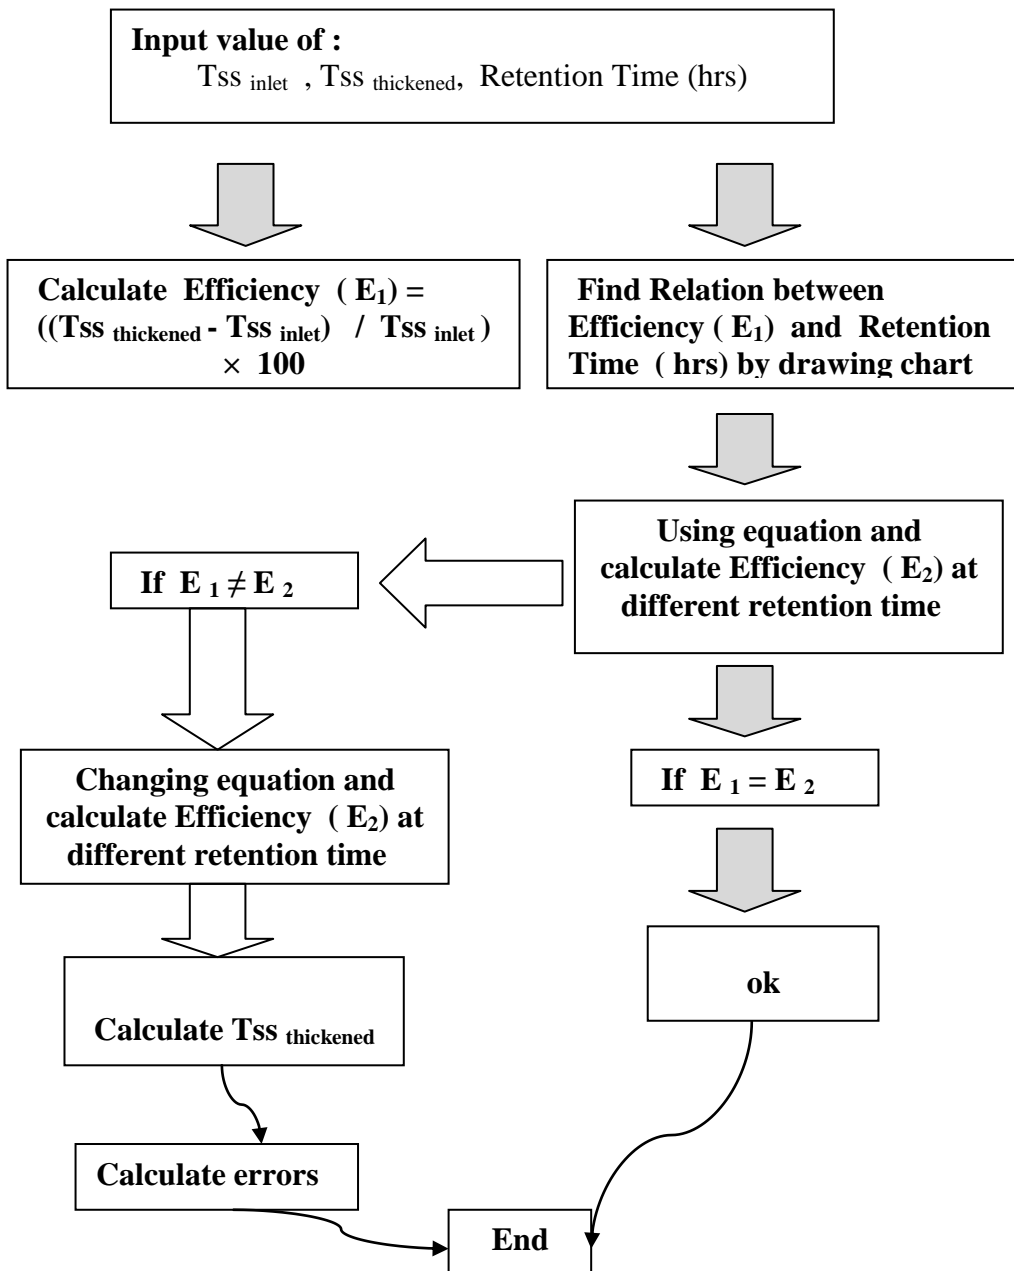 Input value of :
Tss inlet , Tss thickened, Retention Time (hrs)
Calculate Efficiency ( E1) =
((Tss thickened - Tss inlet) / Tss inlet )
× 100
Find Relation between
Efficiency ( E1) and Retention
Time ( hrs) by drawing chart
Using equation and
calculate Efficiency ( E2) at
different retention time
If E 1 ≠ E 2
Changing equation and
calculate Efficiency ( E2) at
different retention time
If E 1 = E 2
Calculate Tss thickened
ok
Calculate errors
End